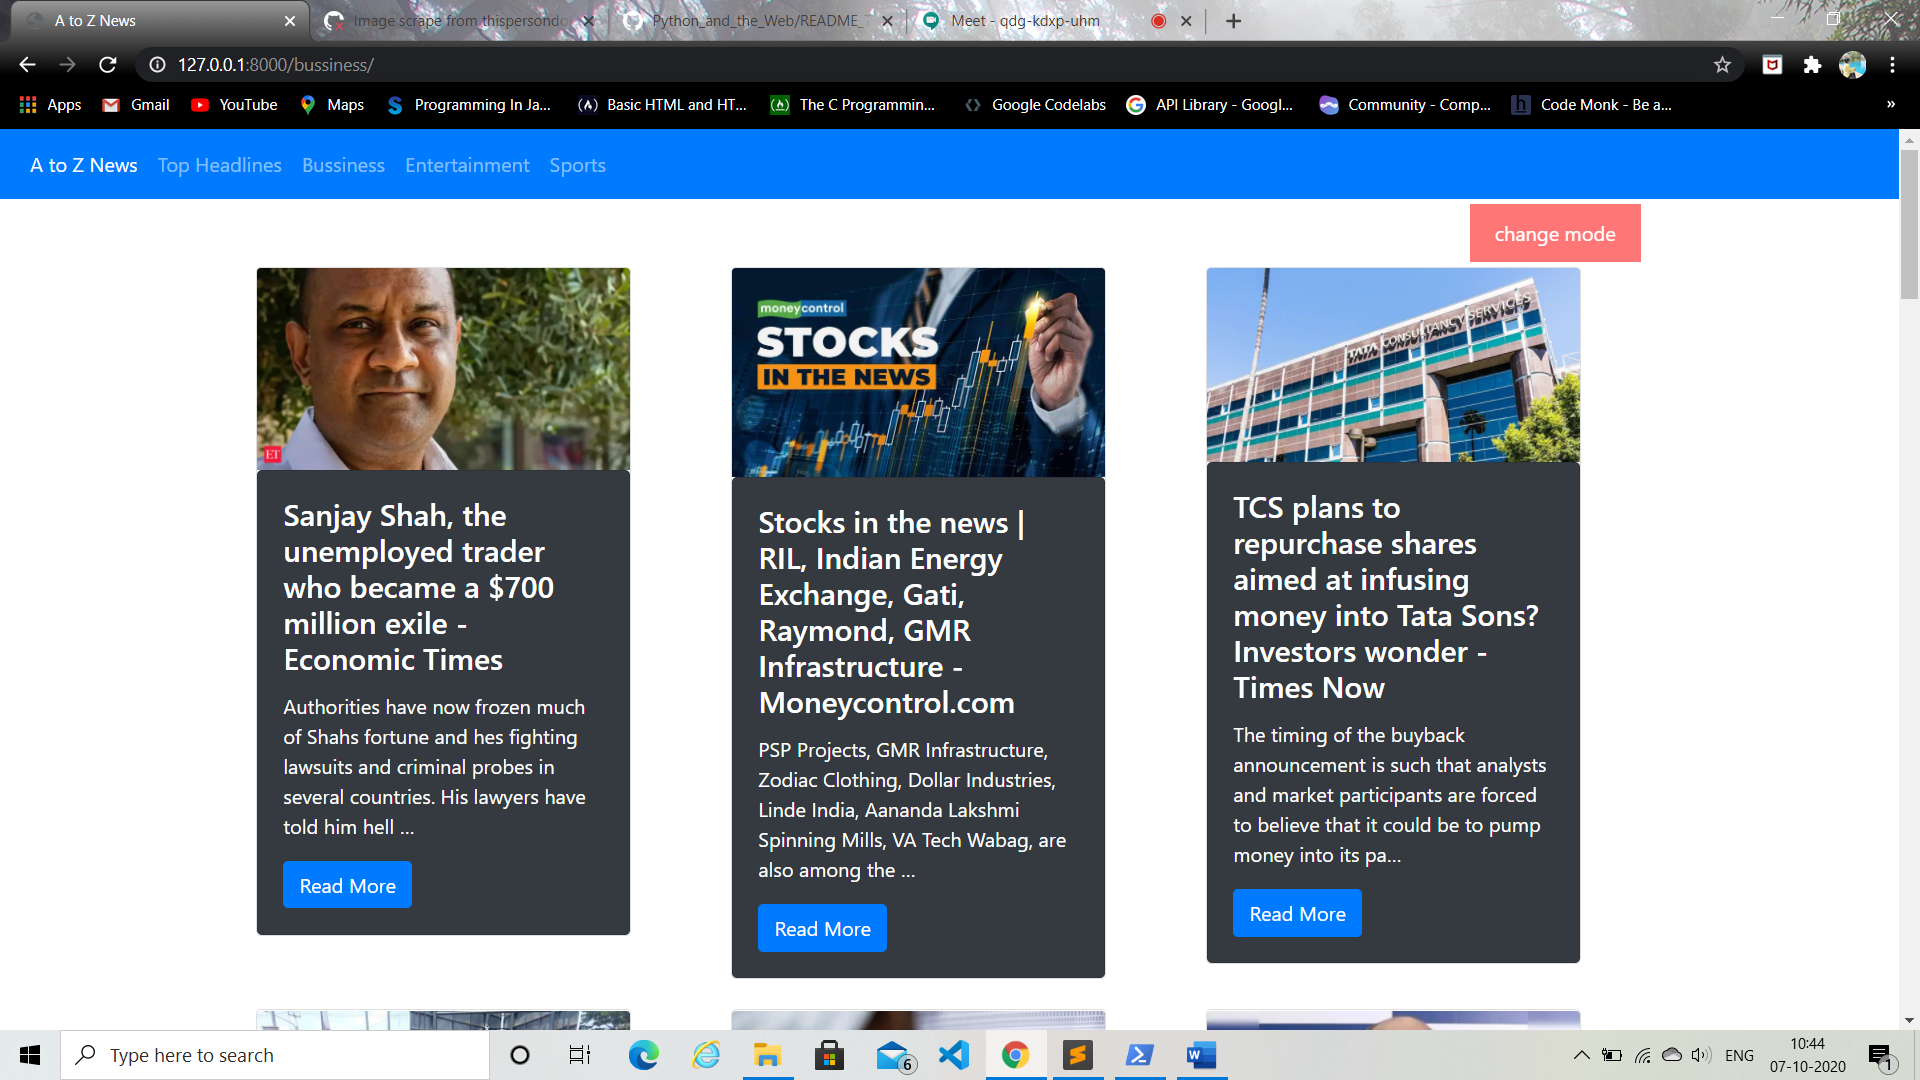 A to Z News
Image scrape from thispersondo
Python_and_the_Web/README_
Meet - qdg-kdxp-uhm
127.0.0.1:8000/bussiness/
Apps
Gmail
YouTube
Maps
Programming In Ja...
Basic HTML and HT...
The C Programmin...
Google Codelabs
API Library - Googl...
Community - Comp...
Code Monk - Be a...
»
A to Z News
Top Headlines
Bussiness
Entertainment
Sports
change mode
ET
Sanjay Shah, the
unemployed trader
who became a $700
million exile -
Economic Times
Authorities have now frozen much
of Shahs fortune and hes fighting
lawsuits and criminal probes in
several countries. His lawyers have
told him hell ...
Read More
moneycontrol
STOCKS
IN THE NEWS
Stocks in the news |
RIL, Indian Energy
Exchange, Gati,
Raymond, GMR
Infrastructure -
Moneycontrol.com
PSP Projects, GMR Infrastructure,
Zodiac Clothing, Dollar Industries,
Linde India, Aananda Lakshmi
Spinning Mills, VA Tech Wabag, are
also among the ...
Read More
TATA CONSULTANCY SERVICES
TCS plans to
repurchase shares
aimed at infusing
money into Tata Sons?
Investors wonder -
Times Now
The timing of the buyback
announcement is such that analysts
and market participants are forced
to believe that it could be to pump
money into its pa...
Read More
Type here to search
6
ENG
10:44
07-10-2020
1